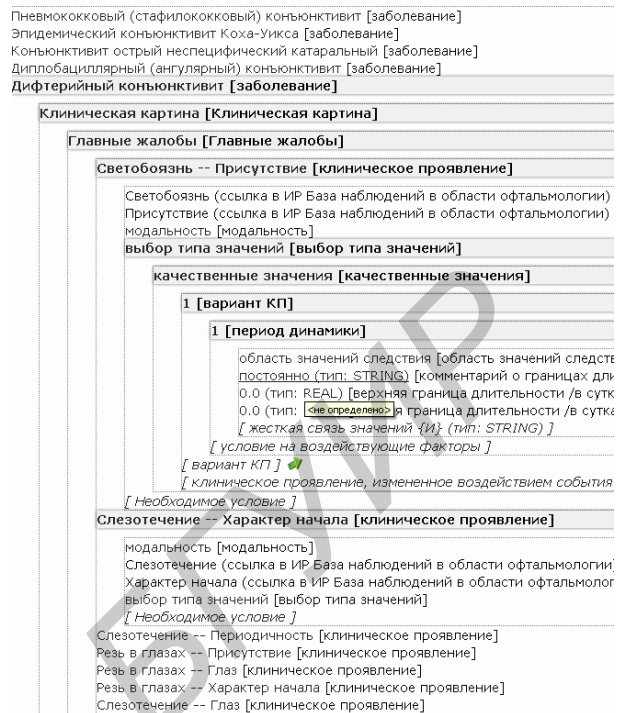 Пневмококковый (стафилококковый) конъюнктивит [заболевание]
Эпидемический конъюнктивит Коха-Уикса [заболевание]
Конъюнктивит острый неспецифический катаральный [заболевание]
Диплобациллярный (ангулярный) конъюнктивит [заболевание]
Дифтерийный конъюнктивит [заболевание]
Клиническая картина [Клиническая картина]
Главные жалобы [Главные жалобы]
Светобоязнь -- Присутствие [клиническое проявление]
Светобоязнь (ссылка в ИР База наблюдений в области офтальмологии)
Присутствие (ссылка в ИР База наблюдений в области офтальмологии)
модальность [модальность]
выбор типа значений [выбор типа значений]
качественные значения [качественные значения]
1 [вариант КП]
1 [период динамики]
область значений следствия [область значений следств
постоянно (тип: STRING) [комментарий о границах дли
0.0 (тип: REAL) [верхняя граница длительности /в сутк
0.0 (тип: <не определено> я граница длительности /в сутка
[ жесткая связь значений {И} (тип: STRING) ]
[ условие на воздействующие факторы ]
[ вариант КП ]
[ клиническое проявление, измененное воздействием события
[ Необходимое условие ]
Слезотечение -- Характер начала [клиническое проявление]
модальность [модальность]
Слезотечение (ссылка в ИР База наблюдений в области офтальмологии)
Характер начала (ссылка в ИР База наблюдений в области офтальмолог
выбор типа значений [выбор типа значений]
[ Необходимое условие ]
Слезотечение -- Периодичность [клиническое проявление]
Резь в глазах -- Присутствие [клиническое проявление]
Резь в глазах -- Глаз [клиническое проявление]
Резь в глазах -- Характер начала [клиническое проявление]
Слезотечение -- Глаз [клиническое проявление]
БГУИР